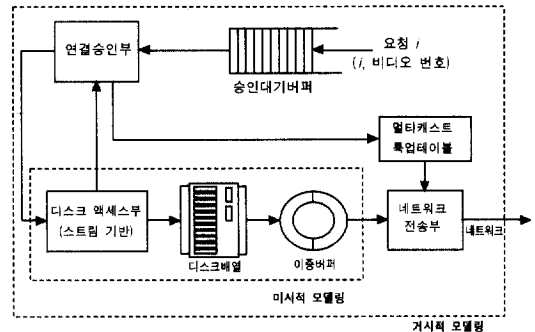 연결승인부
요청 i
(i, 비디오 번호)
승인대기버퍼
멀티캐스트
룩업테이블
디스크 액세스부
(스트림 기반)
디스크배열
이중버퍼
네트워크
전송부
네트워크
미시적 모델링
거시적 모델링